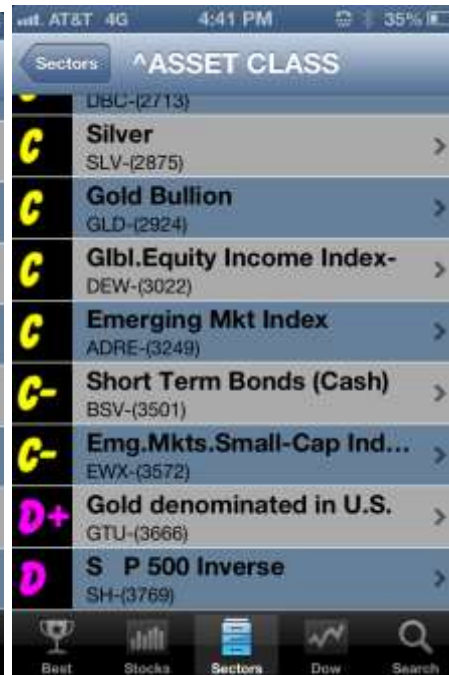 AT&T 4G 4:41 PM 35%
Sectors ^ASSET CLASS
DBC-(2713)
C Silver
SLV-(2875)
C Gold Bullion
GLD-(2924)
C Glbl.Equity Income Index-
DEW-(3022)
C Emerging Mkt Index
ADRE-(3249)
C- Short Term Bonds (Cash)
BSV-(3501)
C- Emg.Mkts.Small-Cap Ind...
EWX-(3572)
D+ Gold denominated in U.S.
GTU-(3666)
D S P 500 Inverse
SH-(3769)
Best Stocks Sectors Dow Search